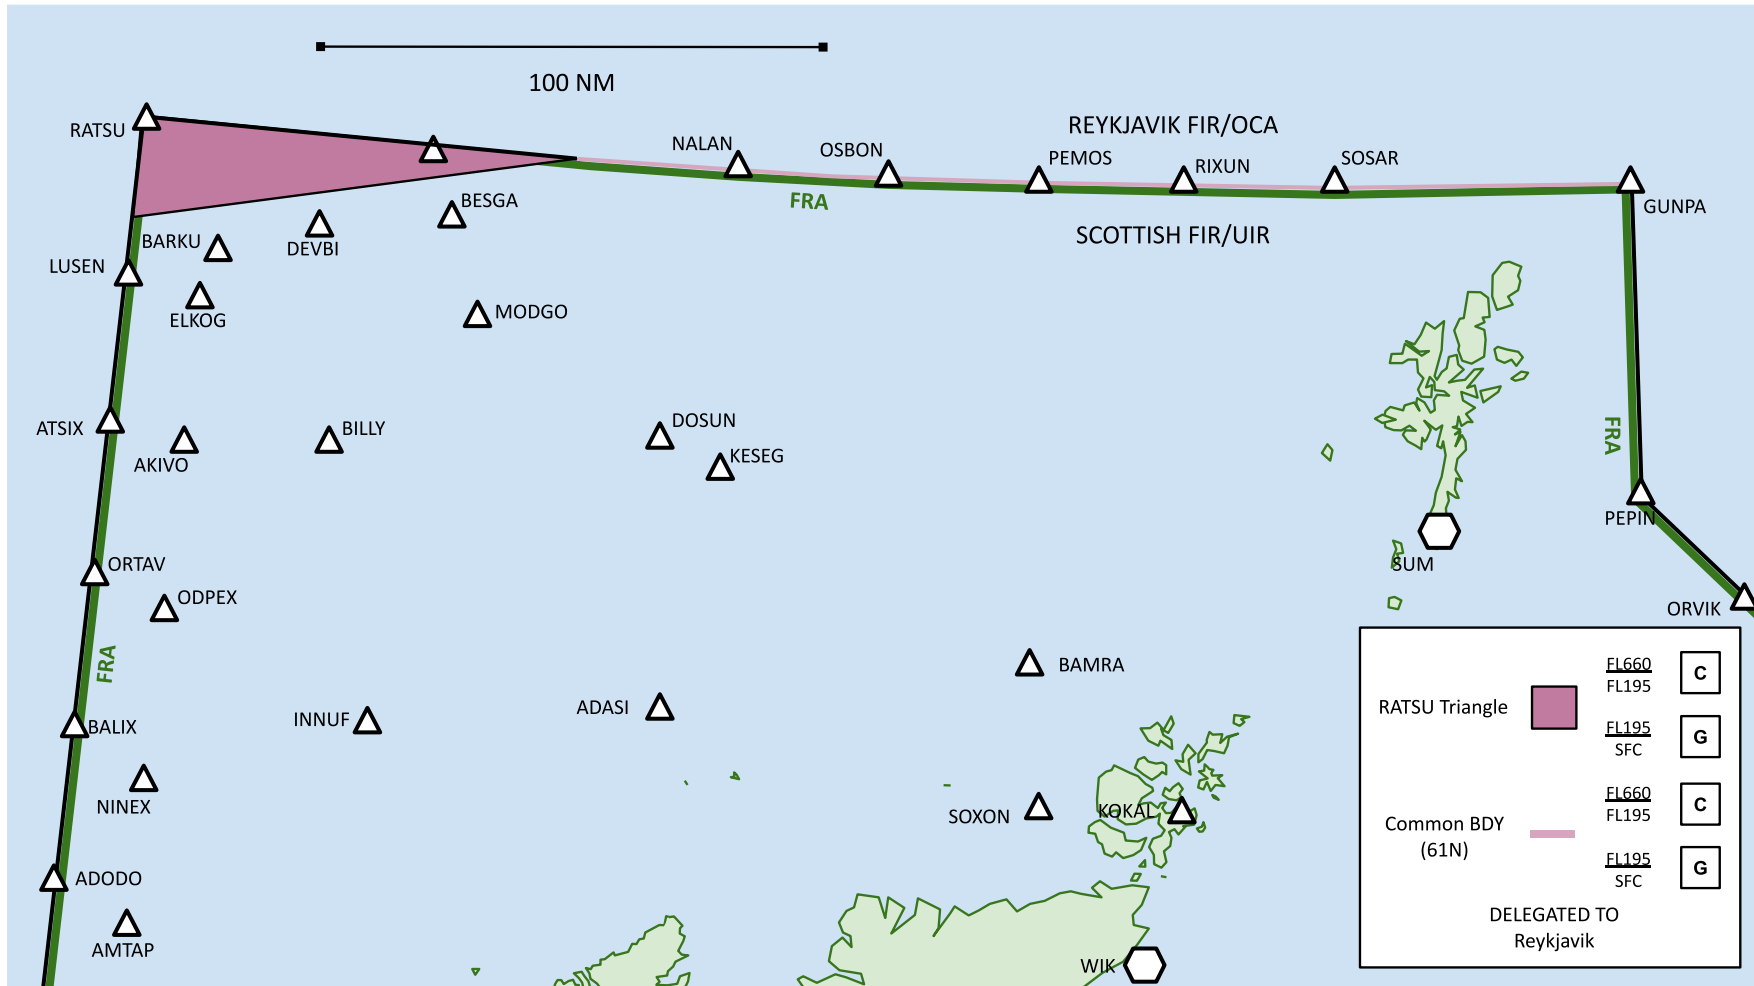 100 NM
RATSU
NALAN
OSBON
REYKJAVIK FIR/OCA
PEMOS
RIXUN
SOSAR
GUNPA
FRA
SCOTTISH FIR/UIR
BESGA
BARKU
DEVBI
LUSEN
ELKOG
MODGO
ATSIX
AKIVO
BILLY
DOSUN
KESEG
FRA
PEPIN
SUM
ORTAV
ODPEX
ORVIK
FRA
BAMRA
BALIX
INNUF
ADASI
NINEX
SOXON
KOKAL
ADODO
AMTAP
WIK
RATSU Triangle
FL660
FL195
C
FL195
SFC
G
Common BDY
(61N)
FL660
FL195
C
FL195
SFC
G
DELEGATED TO
Reykjavik